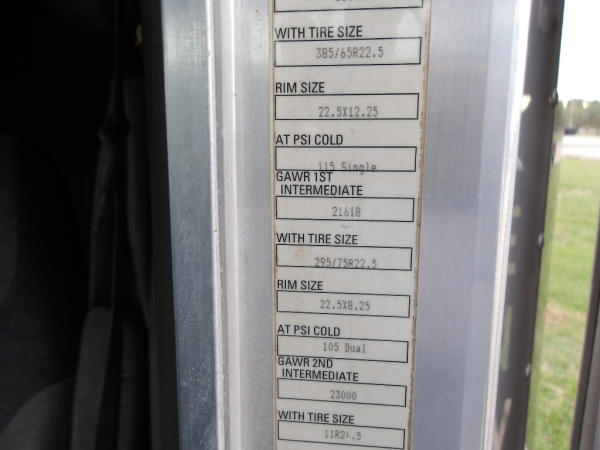 WITH TIRE SIZE
385/65R22.5
RIM SIZE
22.5X12.25
AT PSI COLD
115 Single
GAWR 1ST
INTERMEDIATE
21618
WITH TIRE SIZE
295/75R22.5
RIM SIZE
22.5X8.25
AT PSI COLD
105 Dual
GAWR 2ND
INTERMEDIATE
23000
WITH TIRE SIZE
11R24.5